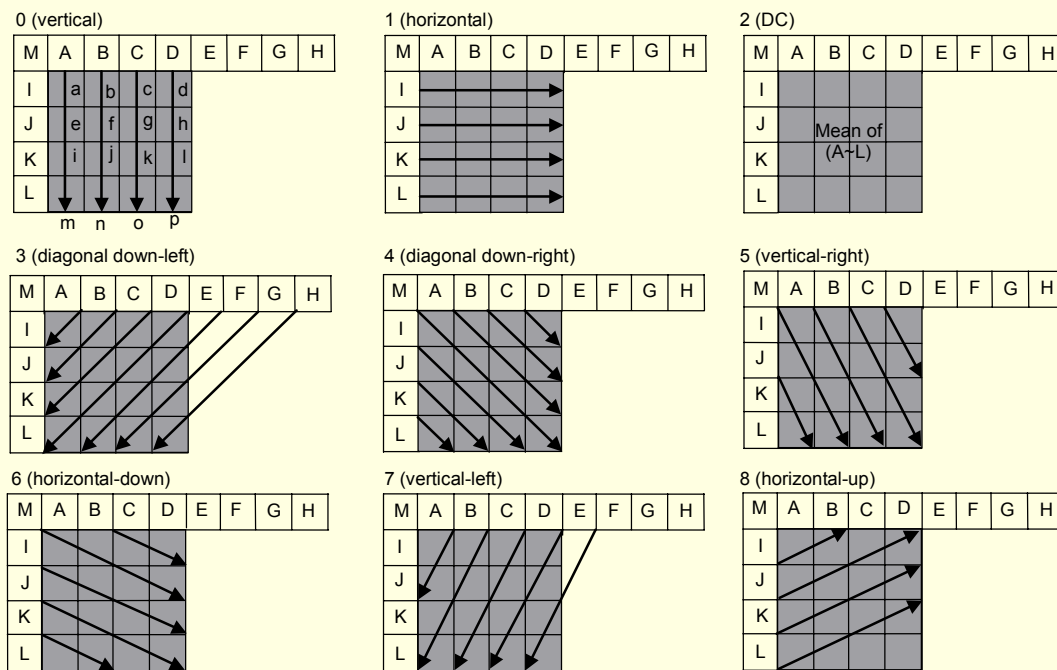 0 (vertical)
M A B C D E F G H
I a b c d
J e f g h
K i j k l
L
m n o p
1 (horizontal)
M A B C D E F G H
I
J
K
L
2 (DC)
M A B C D E F G H
I
J Mean of
K (A~L)
L
3 (diagonal down-left)
M A B C D E F G H
I
J
K
L
4 (diagonal down-right)
M A B C D E F G H
I
J
K
L
5 (vertical-right)
M A B C D E F G H
I
J
K
L
6 (horizontal-down)
M A B C D E F G H
I
J
K
L
7 (vertical-left)
M A B C D E F G H
I
J
K
L
8 (horizontal-up)
M A B C D E F G H
I
J
K
L